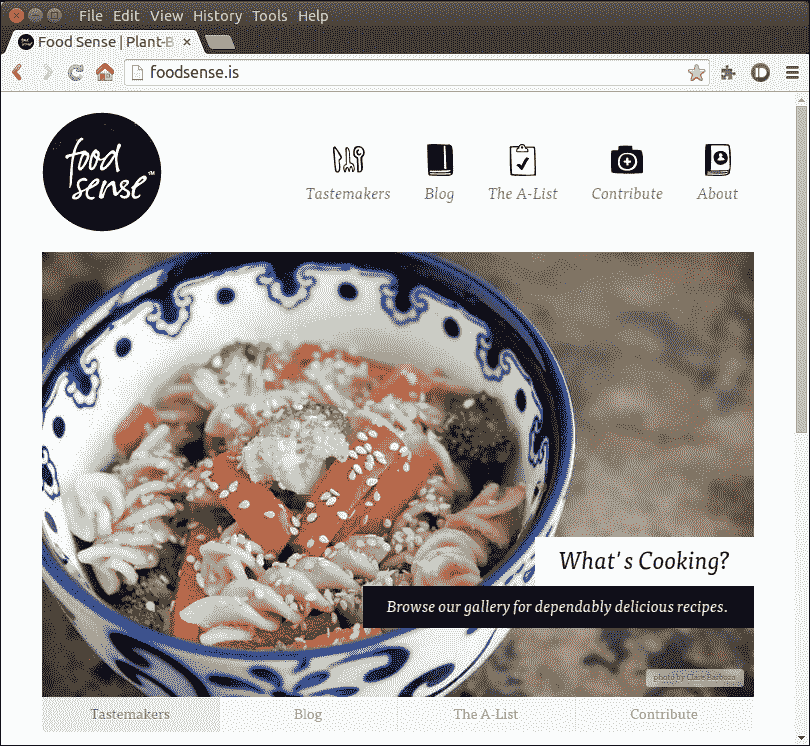 File Edit View History Tools Help
Food Sense | Plant-B
foodsense.is
food
sense™
Tastemakers Blog The A-List Contribute About
What's Cooking?
Browse our gallery for dependably delicious recipes.
photo by Clare Barboza
Tastemakers Blog The A-List Contribute